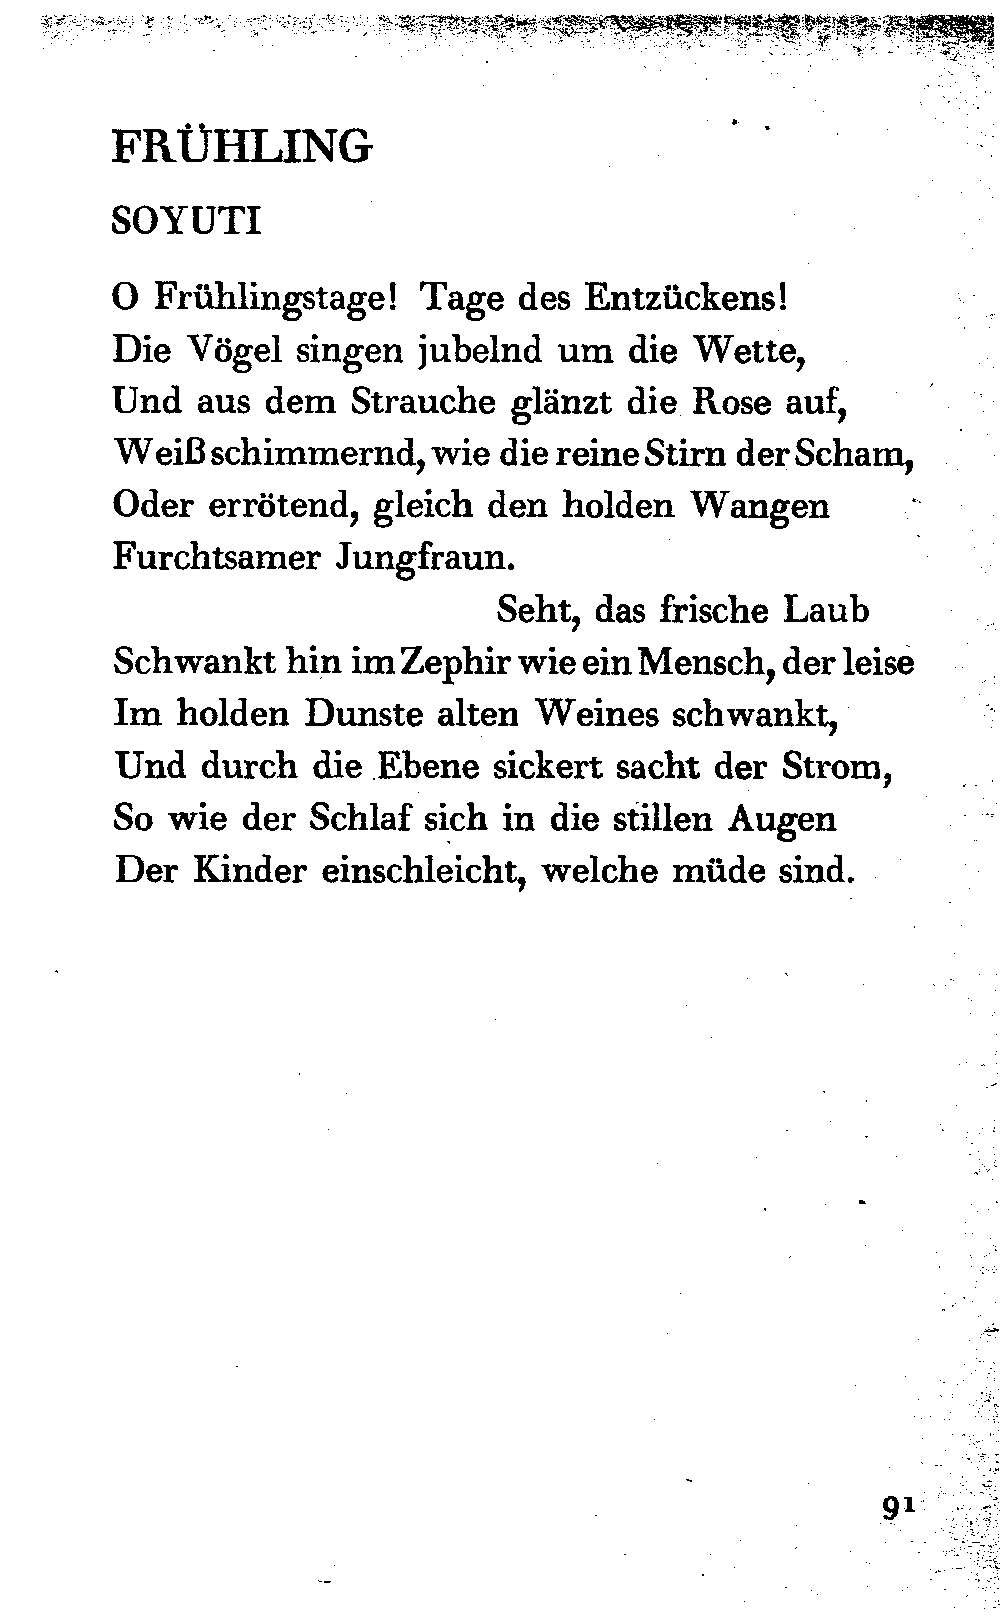 FRÜHLING
SOYUTI
O Frühlingstage! Tage des Entzückens!
Die Vögel singen jubelnd um die Wette,
Und aus dem Strauche glänzt die Rose auf,
Weiß schimmernd, wie die reine Stirn der Scham,
Oder errötend, gleich den holden Wangen
Furchtsamer Jungfraun.
Seht, das frische Laub
Schwankt hin im Zephir wie ein Mensch, der leise
Im holden Dunste alten Weines schwankt,
Und durch die Ebene sickert sacht der Strom,
So wie der Schlaf sich in die stillen Augen
Der Kinder einschleicht, welche müde sind.
91